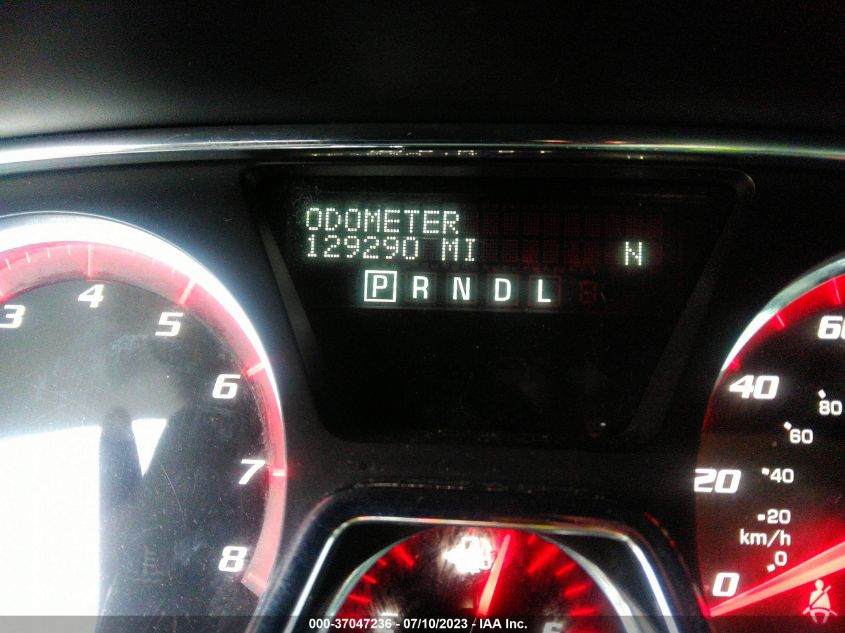 ODOMETER
129290 MI N
P R N D L
3 4 5 6 7 8
0 20 40 60
0 20 40 60 80
km/h
000-37047236 - 07/10/2023 - IAA Inc.